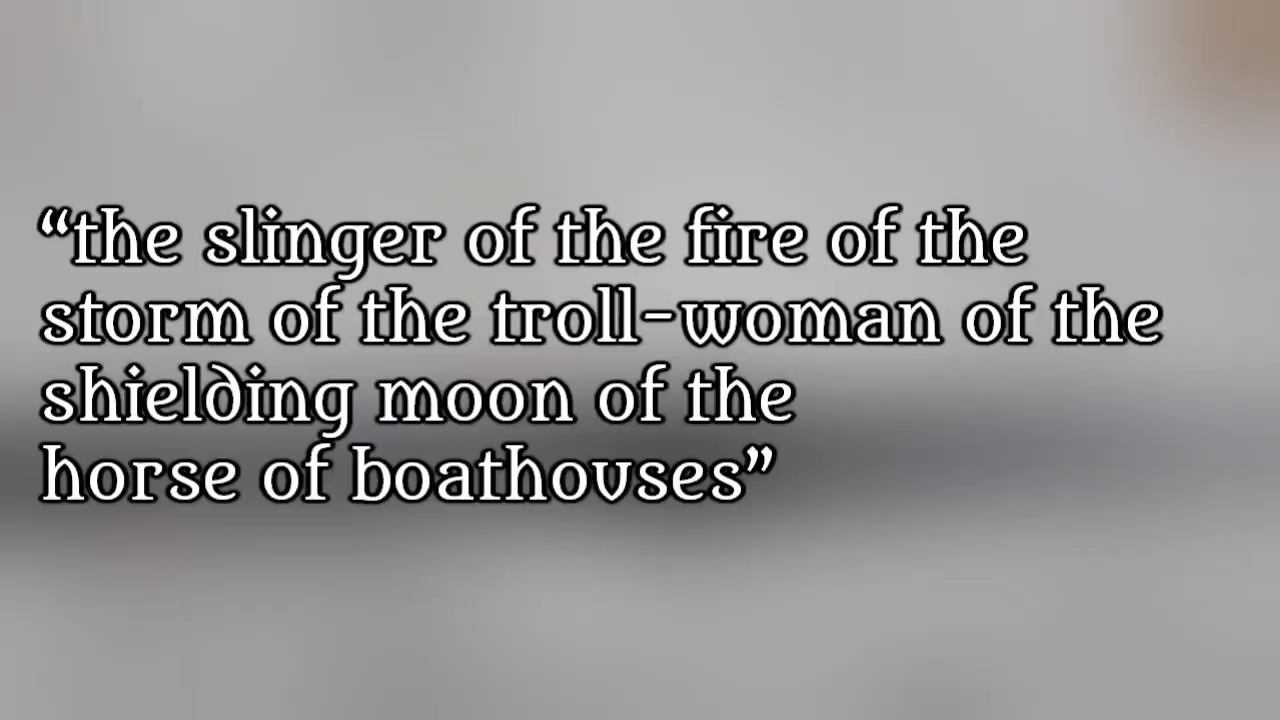 “the slinger of the fire of the
storm of the troll-woman of the
shielding moon of the
horse of boathouses”